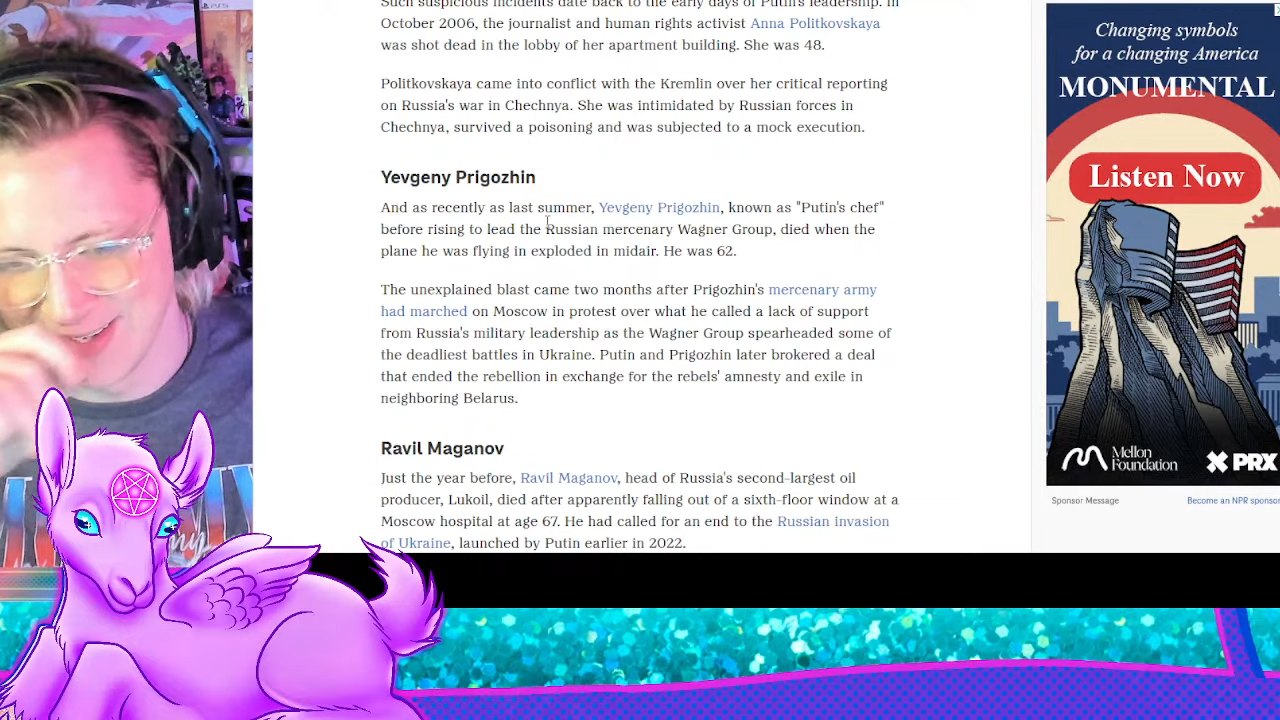 Such suspicious incidents date back to the early days of Putin's leadership. In
October 2006, the journalist and human rights activist Anna Politkovskaya
was shot dead in the lobby of her apartment building. She was 48.
Politkovskaya came into conflict with the Kremlin over her critical reporting
on Russia's war in Chechnya. She was intimidated by Russian forces in
Chechnya, survived a poisoning and was subjected to a mock execution.
Yevgeny Prigozhin
And as recently as last summer, Yevgeny Prigozhin, known as "Putin's chef"
before rising to lead the Russian mercenary Wagner Group, died when the
plane he was flying in exploded in midair. He was 62.
The unexplained blast came two months after Prigozhin's mercenary army
had marched on Moscow in protest over what he called a lack of support
from Russia's military leadership as the Wagner Group spearheaded some of
the deadliest battles in Ukraine. Putin and Prigozhin later brokered a deal
that ended the rebellion in exchange for the rebels' amnesty and exile in
neighboring Belarus.
Ravil Maganov
Just the year before, Ravil Maganov, head of Russia's second-largest oil
producer, Lukoil, died after apparently falling out of a sixth-floor window at a
Moscow hospital at age 67. He had called for an end to the Russian invasion
of Ukraine, launched by Putin earlier in 2022.
Changing symbols
for a changing America
MONUMENTAL
Listen Now
Mellon
Foundation
PRX
Sponsor Message
Become an NPR sponsor